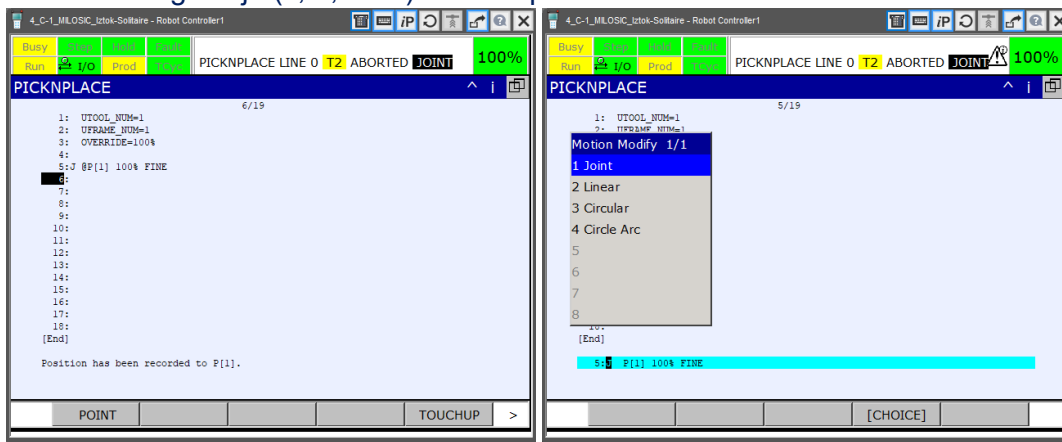 4_C-1_MILOSIC_Iztok-Solitaire - Robot Controller1
Busy Step Hold Fault
Run I/O Prod TCyc
PICKNPLACE LINE 0 T2 ABORTED JOINT 100%
PICKNPLACE
6/19
1: UTOOL_NUM=1
2: UFRAME_NUM=1
3: OVERRIDE=100%
4:
5:J @P[1] 100% FINE
6:
7:
8:
9:
10:
11:
12:
13:
14:
15:
16:
17:
18:
[End]
Position has been recorded to P[1].
POINT TOUCHUP >
4_C-1_MILOSIC_Iztok-Solitaire - Robot Controller1
Busy Step Hold Fault
Run I/O Prod TCyc
PICKNPLACE LINE 0 T2 ABORTED JOINT 100%
PICKNPLACE
5/19
1: UTOOL_NUM=1
2: UFRAME_NUM=1
Motion Modify 1/1
1 Joint
2 Linear
3 Circular
4 Circle Arc
5
6
7
8
[End]
5:J P[1] 100% FINE
[CHOICE]